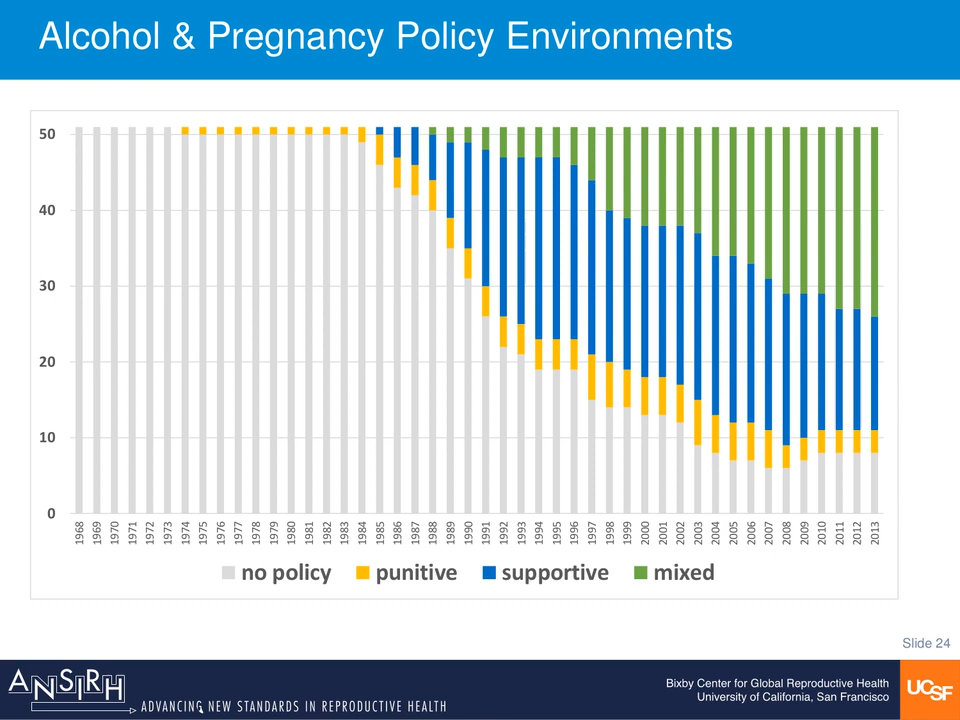 Alcohol & Pregnancy Policy Environments
50
40
30
20
10
0
1968 1969 1970 1971 1972 1973 1974 1975 1976 1977 1978 1979 1980 1981 1982 1983 1984 1985 1986 1987 1988 1989 1990 1991 1992 1993 1994 1995 1996 1997 1998 1999 2000 2001 2002 2003 2004 2005 2006 2007 2008 2009 2010 2011 2012 2013
no policy punitive supportive mixed
Slide 24
ANSIRH
ADVANCING NEW STANDARDS IN REPRODUCTIVE HEALTH
Bixby Center for Global Reproductive Health
University of California, San Francisco
UCSF